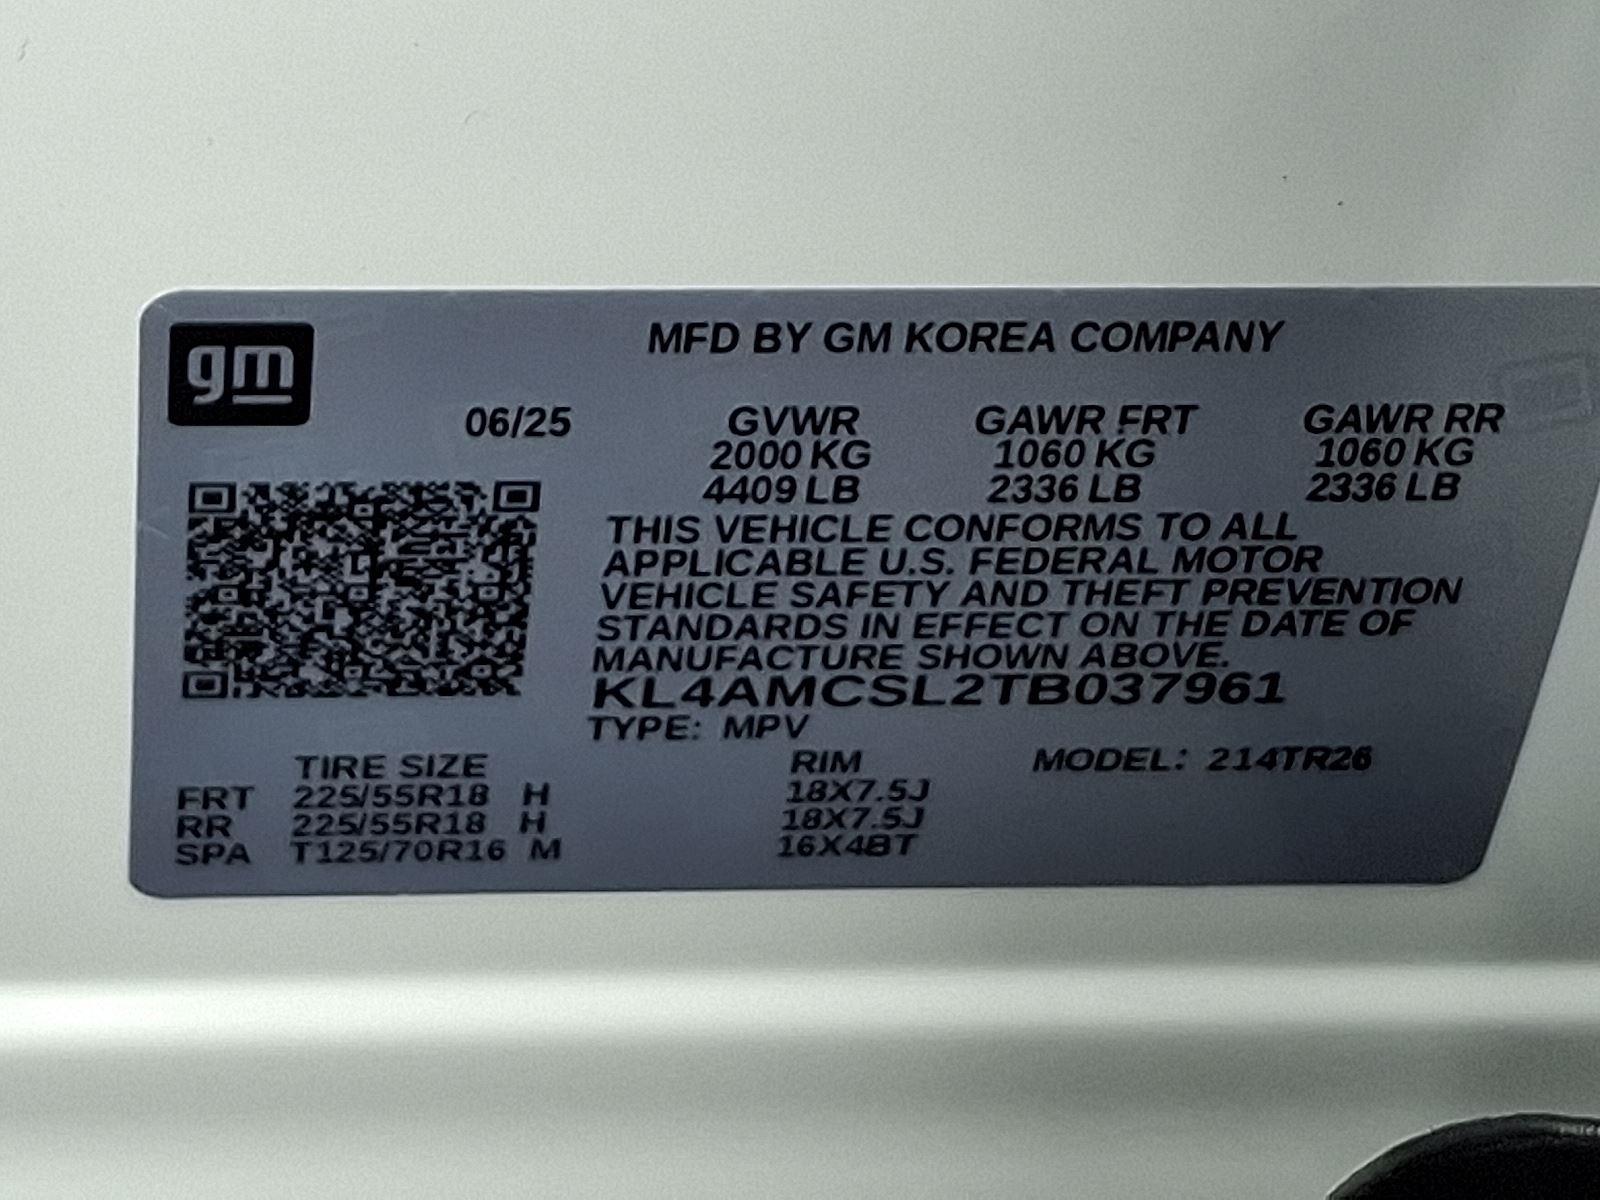 gm
MFD BY GM KOREA COMPANY
06/25 GVWR GAWR FRT GAWR RR
2000 KG 1060 KG 1060 KG
4409 LB 2336 LB 2336 LB
THIS VEHICLE CONFORMS TO ALL
APPLICABLE U.S. FEDERAL MOTOR
VEHICLE SAFETY AND THEFT PREVENTION
STANDARDS IN EFFECT ON THE DATE OF
MANUFACTURE SHOWN ABOVE.
KL4AMCSL2TB037961
TYPE: MPV
TIRE SIZE RIM MODEL: 214TR26
FRT 225/55R18 H 18X7.5J
RR 225/55R18 H 18X7.5J
SPA T125/70R16 M 16X4BT